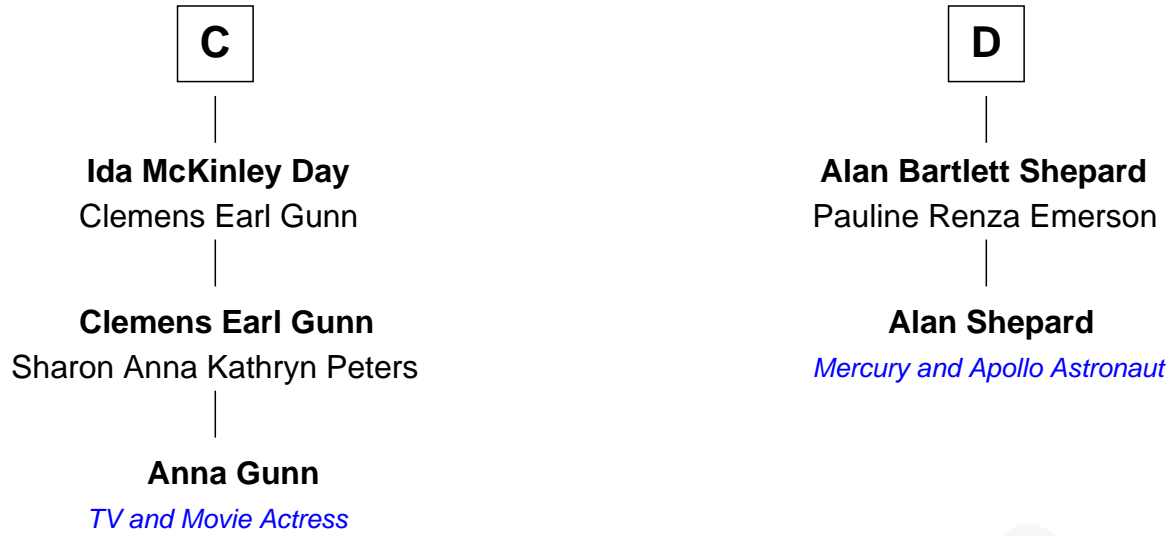 C
Ida McKinley Day
Clemens Earl Gunn
Clemens Earl Gunn
Sharon Anna Kathryn Peters
Anna Gunn
TV and Movie Actress
D
Alan Bartlett Shepard
Pauline Renza Emerson
Alan Shepard
Mercury and Apollo Astronaut